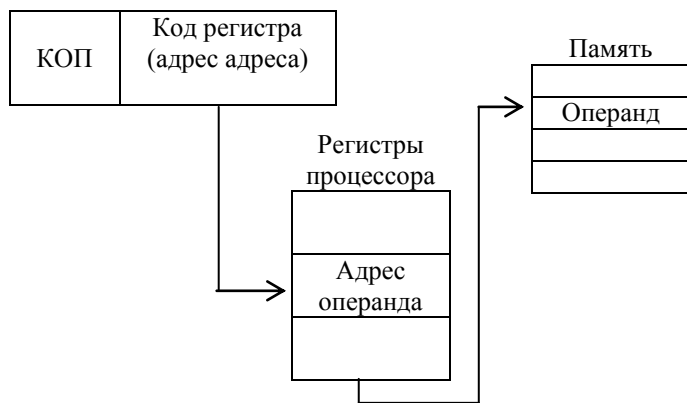 КОП
Код регистра
(адрес адреса)
Память
Операнд
Регистры
процессора
Адрес
операнда